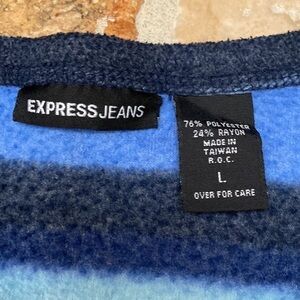 EXPRESS JEANS
76% POLYESTER
24% RAYON
MADE IN
TAIWAN
R.O.C.
L
OVER FOR CARE